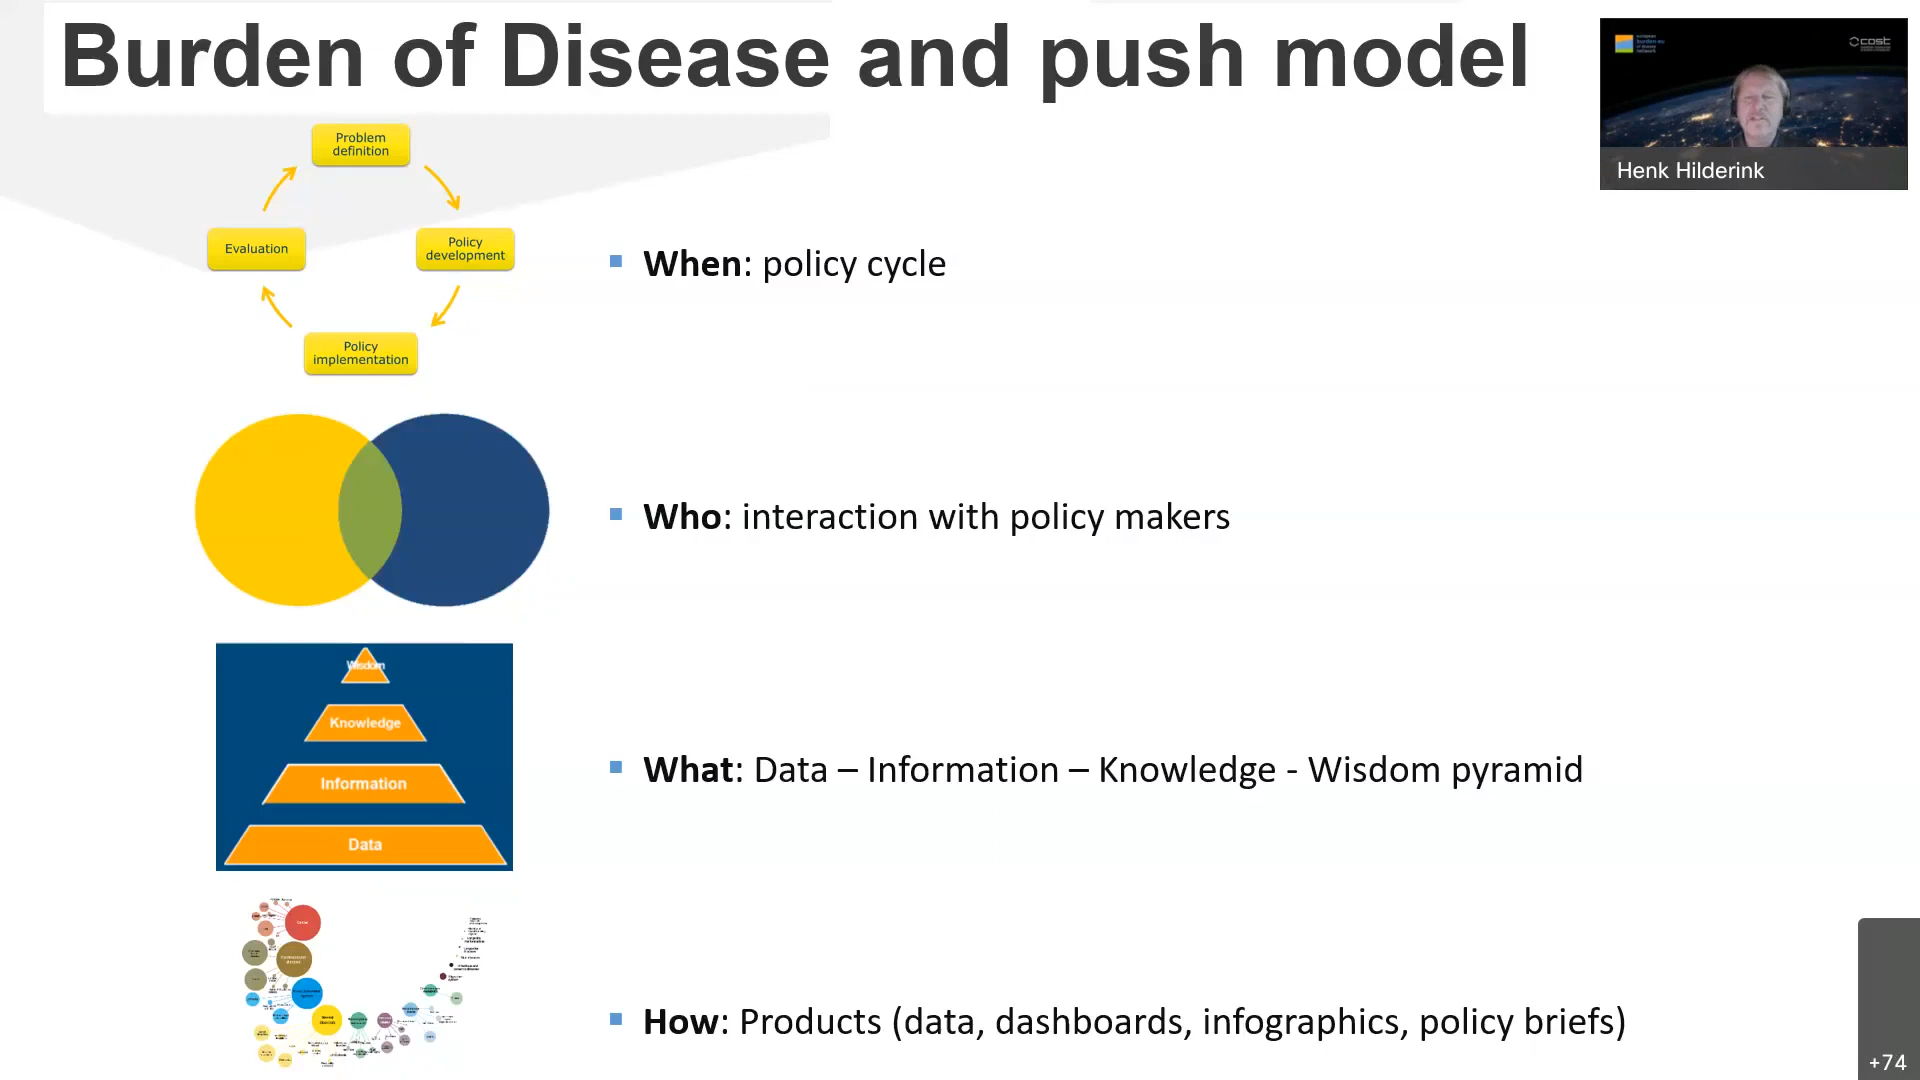 Burden of Disease and push model
cost
Henk Hilderink
Problem
definition
Evaluation
Policy
development
Policy
implementation
When: policy cycle
Who: interaction with policy makers
Wisdom
Knowledge
Information
Data
What: Data – Information – Knowledge - Wisdom pyramid
How: Products (data, dashboards, infographics, policy briefs)
+74